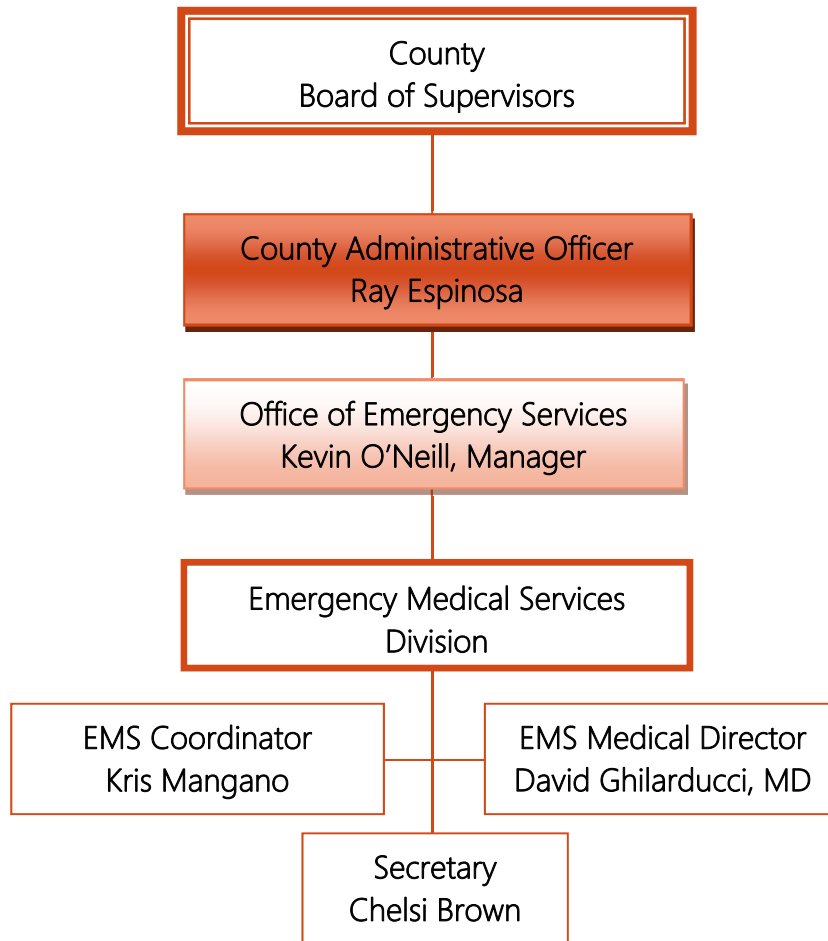 County
Board of Supervisors
County Administrative Officer
Ray Espinosa
Office of Emergency Services
Kevin O’Neill, Manager
Emergency Medical Services
Division
EMS Coordinator
Kris Mangano
EMS Medical Director
David Ghilarducci, MD
Secretary
Chelsi Brown